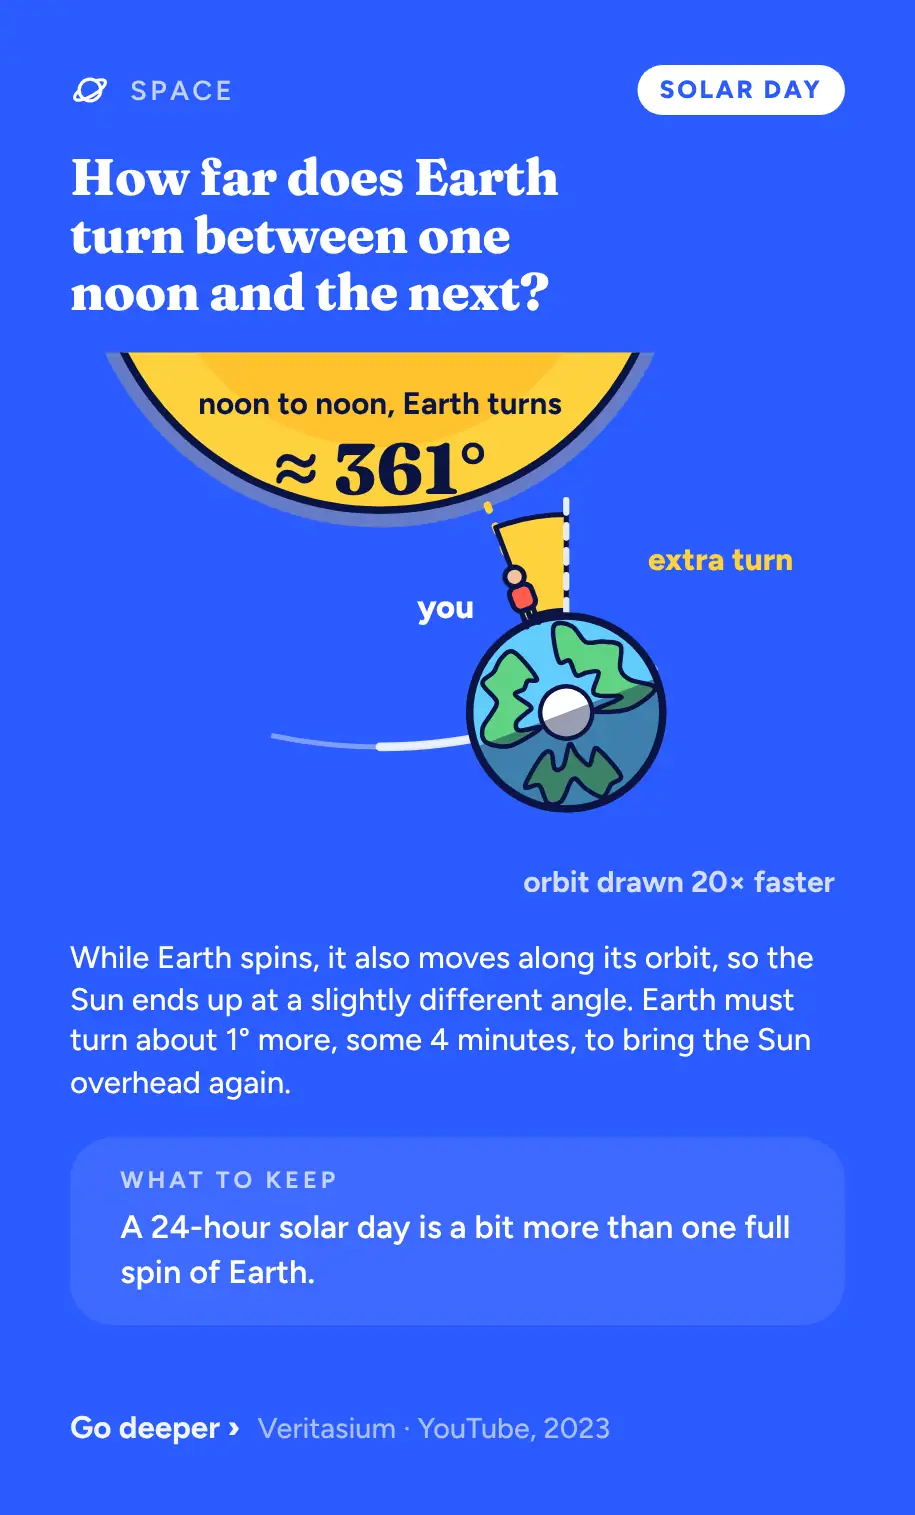 SPACE
SOLAR DAY
How far does Earth
turn between one
noon and the next?
noon to noon, Earth turns
≈ 361°
extra turn
you
orbit drawn 20× faster
While Earth spins, it also moves along its orbit, so the
Sun ends up at a slightly different angle. Earth must
turn about 1° more, some 4 minutes, to bring the Sun
overhead again.
WHAT TO KEEP
A 24-hour solar day is a bit more than one full
spin of Earth.
Go deeper › Veritasium · YouTube, 2023